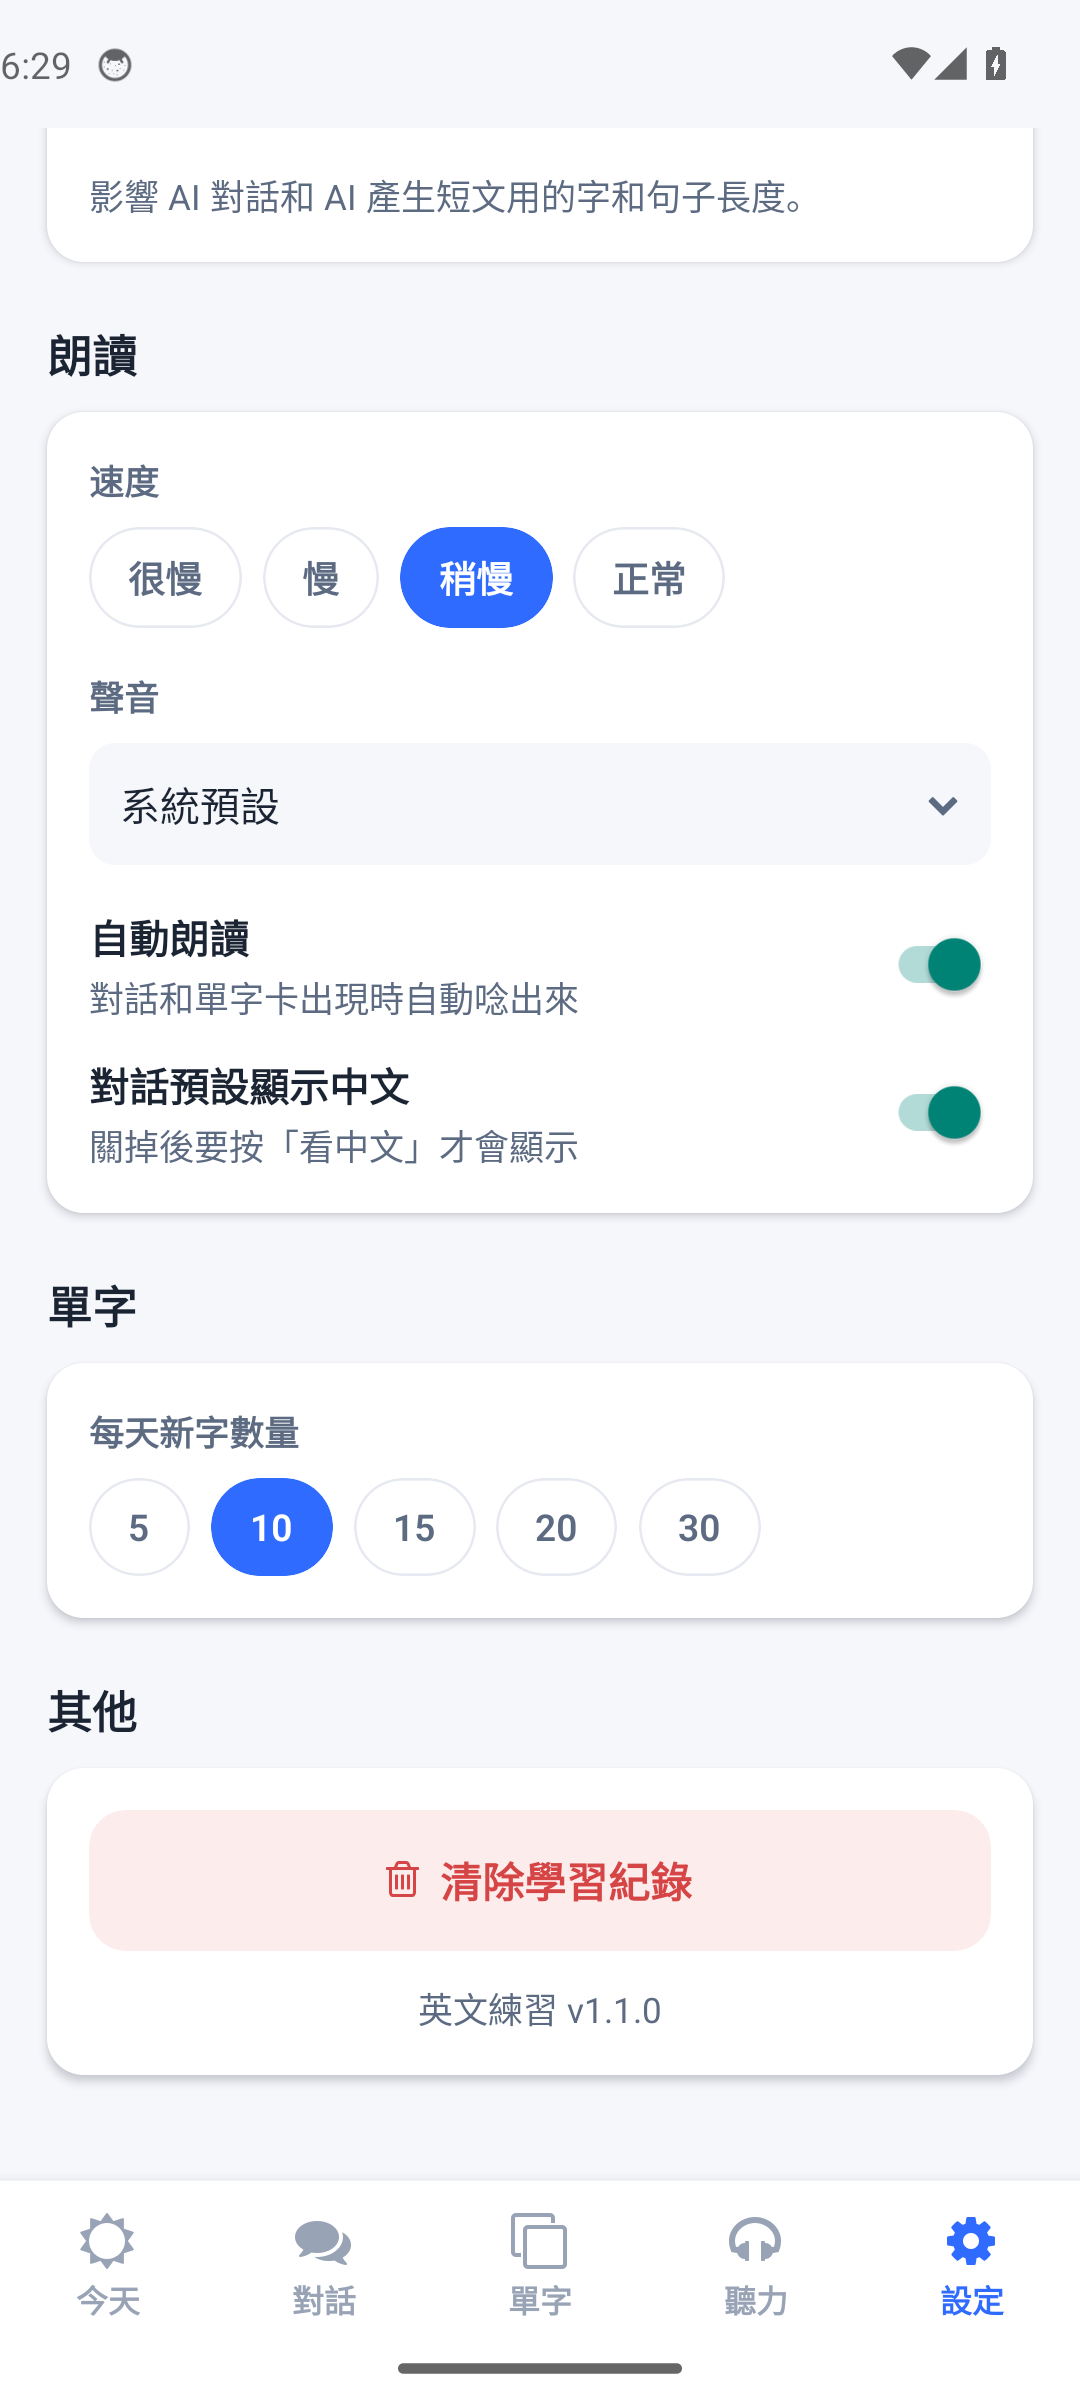 6:29
影響 AI 對話和 AI 產生短文用的字和句子長度。
朗讀
速度
很慢 慢 稍慢 正常
聲音
系統預設
自動朗讀
對話和單字卡出現時自動唸出來
對話預設顯示中文
關掉後要按「看中文」才會顯示
單字
每天新字數量
5 10 15 20 30
其他
清除學習紀錄
英文練習 v1.1.0
今天 對話 單字 聽力 設定